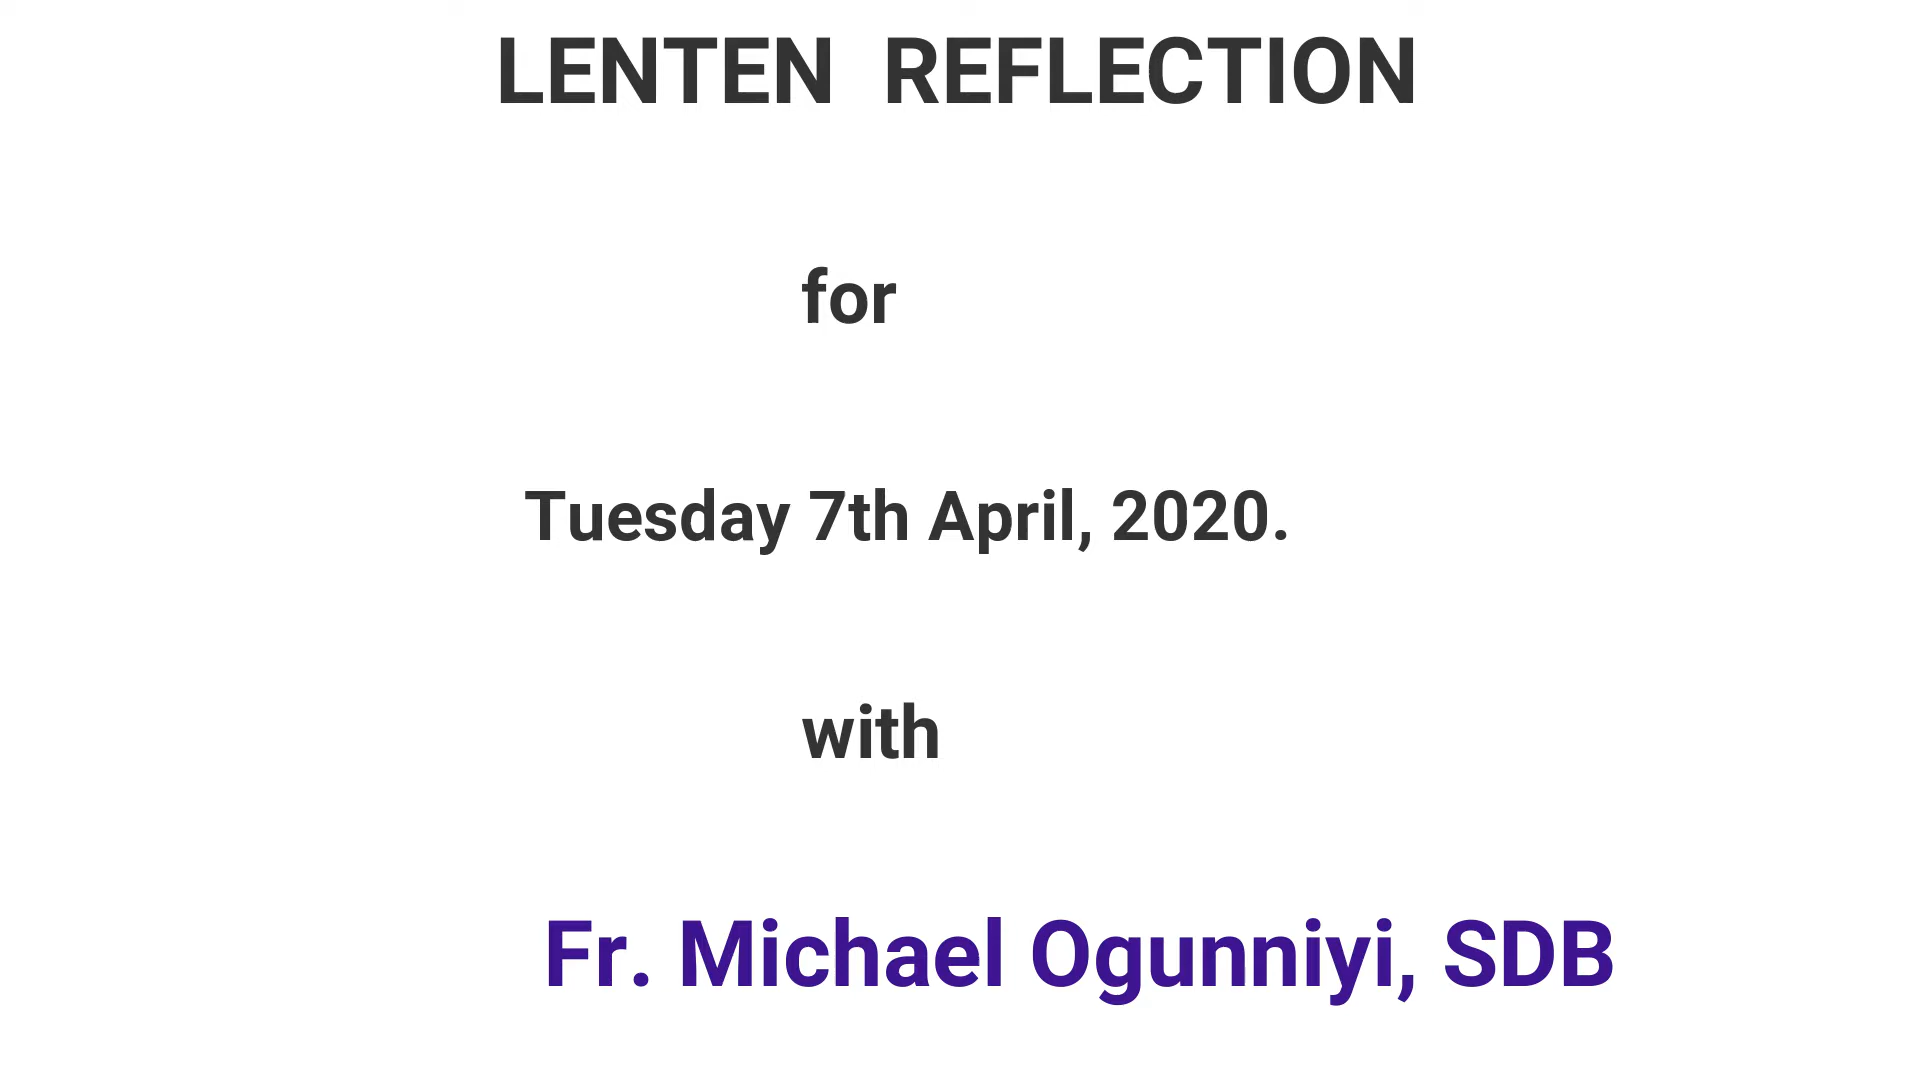 LENTEN REFLECTION
for
Tuesday 7th April, 2020.
with
Fr. Michael Ogunniyi, SDB